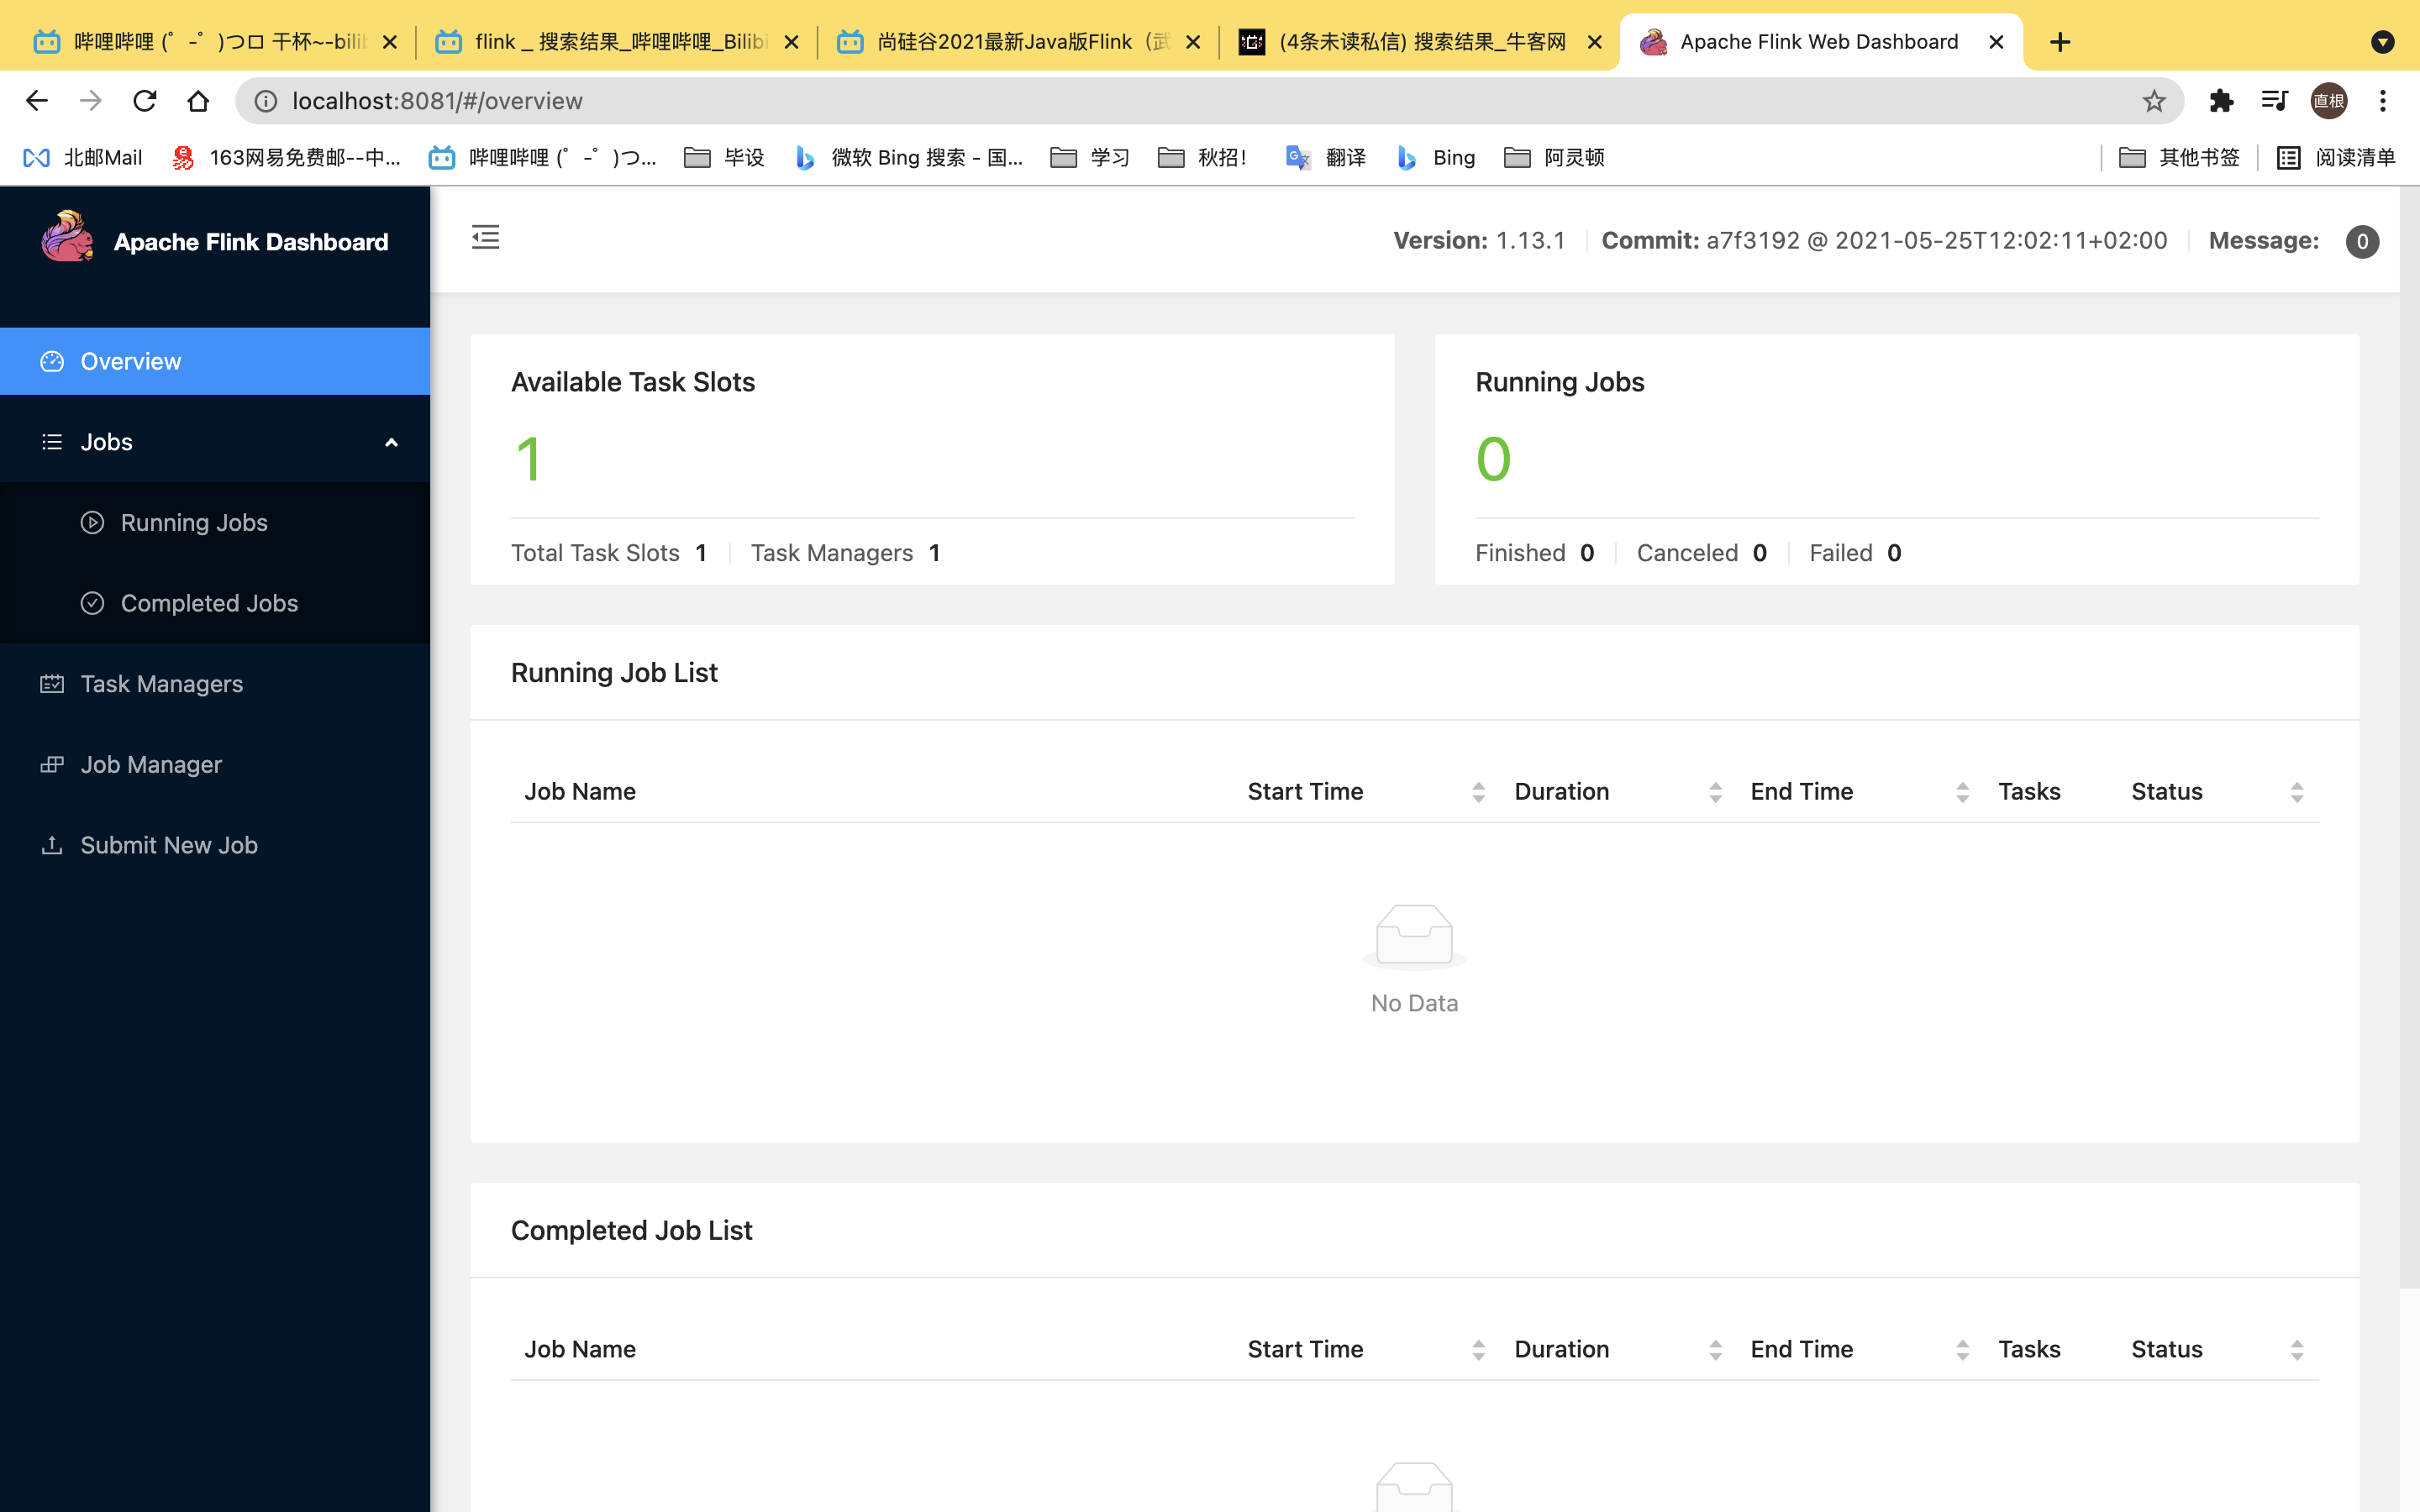 哔哩哔哩 (゜-゜)つロ 干杯~-bilib
flink _ 搜索结果_哔哩哔哩_Bilibi
尚硅谷2021最新Java版Flink（武
(4条未读私信) 搜索结果_牛客网
Apache Flink Web Dashboard
localhost:8081/#/overview
直根
北邮Mail
163网易免费邮--中...
哔哩哔哩 (゜-゜)つ...
毕设
微软 Bing 搜索 - 国...
学习
秋招！
翻译
Bing
阿灵顿
其他书签
阅读清单
Apache Flink Dashboard
Version: 1.13.1
Commit: a7f3192 @ 2021-05-25T12:02:11+02:00
Message: 0
Overview
Jobs
Running Jobs
Completed Jobs
Task Managers
Job Manager
Submit New Job
Available Task Slots
1
Total Task Slots 1
Task Managers 1
Running Jobs
0
Finished 0
Canceled 0
Failed 0
Running Job List
Job Name Start Time Duration End Time Tasks Status
No Data
Completed Job List
Job Name Start Time Duration End Time Tasks Status